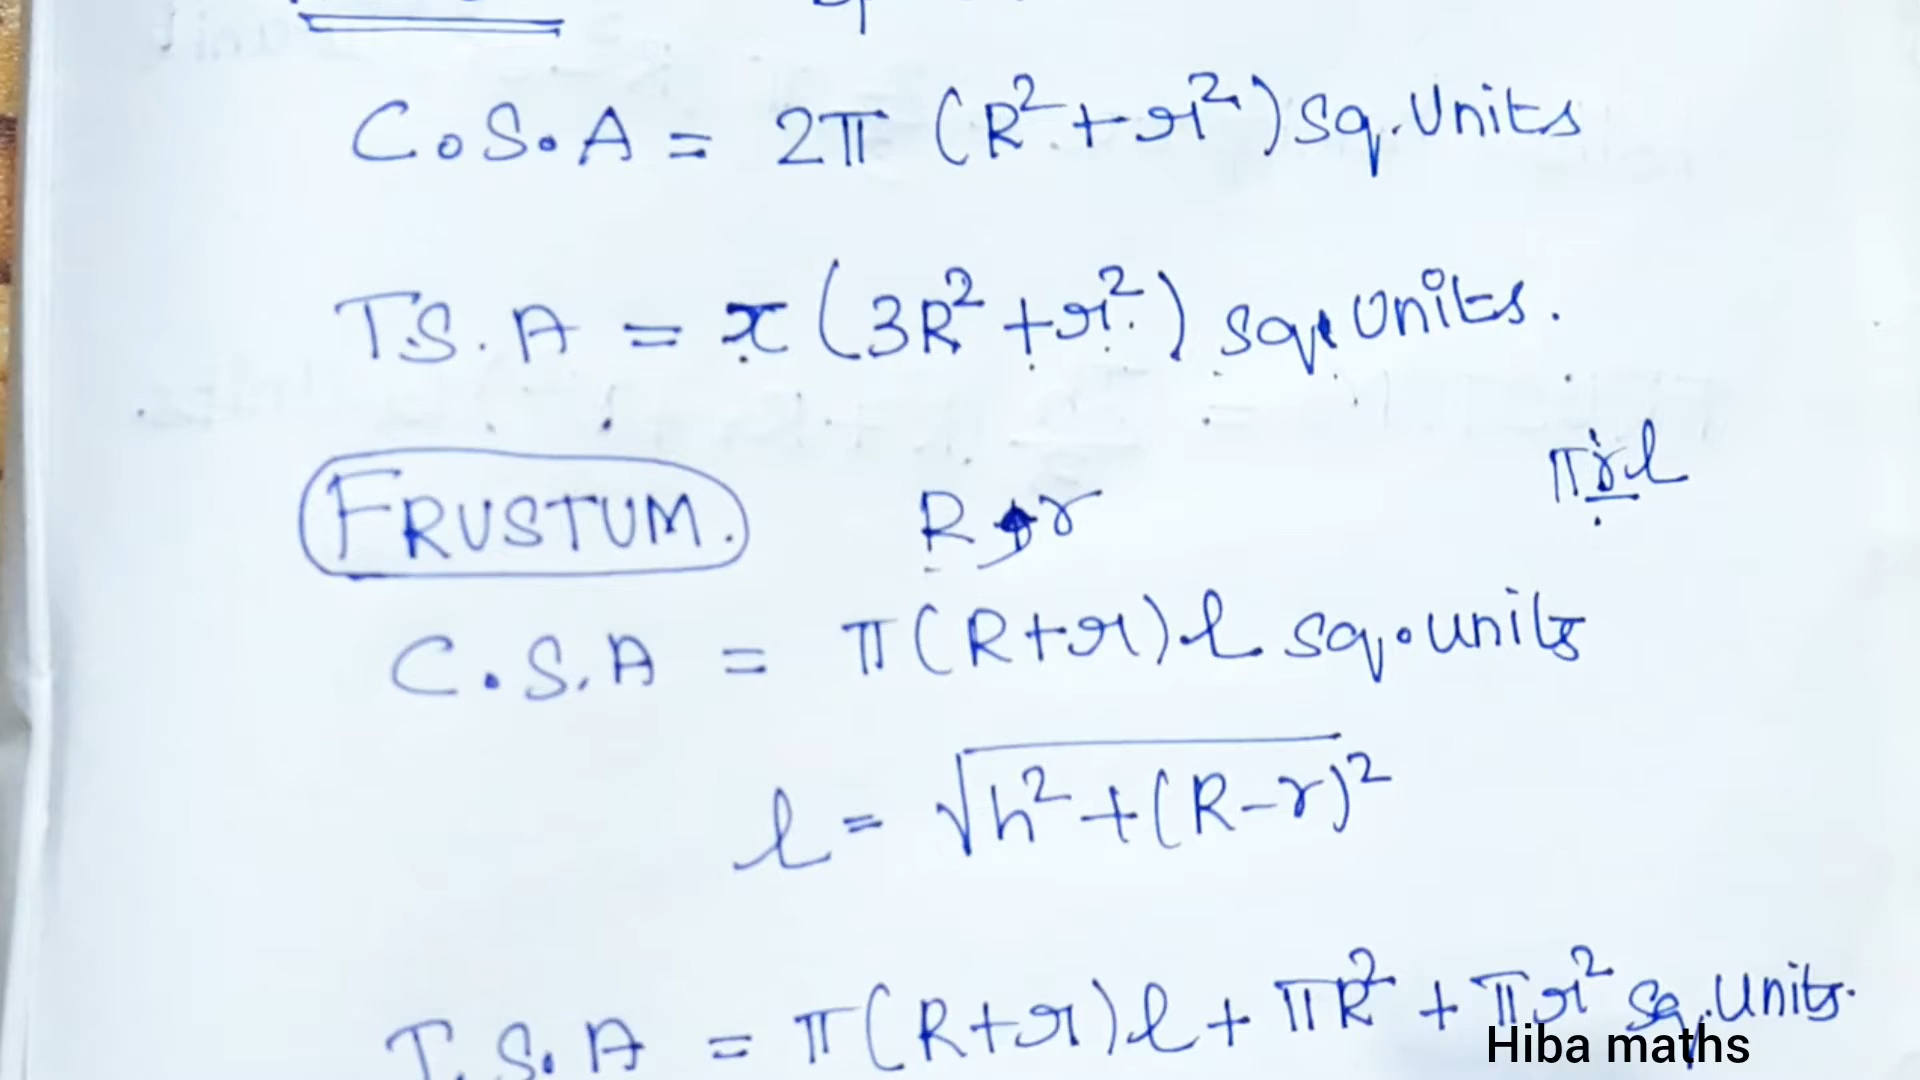 C.S.A = 2π (R²+r²) Sq. Units
T.S.A = π (3R²+r²) sq. units.
πrl
FRUSTUM. R, r
C.S.A = π(R+r)l sq. units
l = √h²+(R-r)²
T.S.A = π(R+r)l + πR² + πr² Sq. Units.
Hiba maths